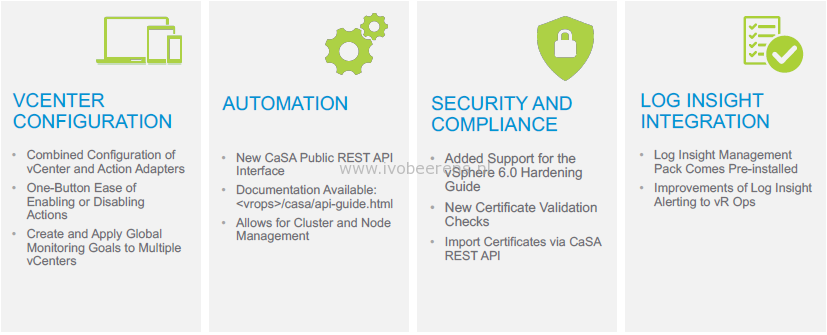 VCENTER
CONFIGURATION
• Combined Configuration of
vCenter and Action Adapters
• One-Button Ease of
Enabling or Disabling
Actions
• Create and Apply Global
Monitoring Goals to Multiple
vCenters
AUTOMATION
• New CaSA Public REST API
Interface
• Documentation Available:
<vrops>/casa/api-guide.html
• Allows for Cluster and Node
Management
SECURITY AND
COMPLIANCE
• Added Support for the
vSphere 6.0 Hardening
Guide
• New Certificate Validation
Checks
• Import Certificates via CaSA
REST API
LOG INSIGHT
INTEGRATION
• Log Insight Management
Pack Comes Pre-installed
• Improvements of Log Insight
Alerting to vR Ops